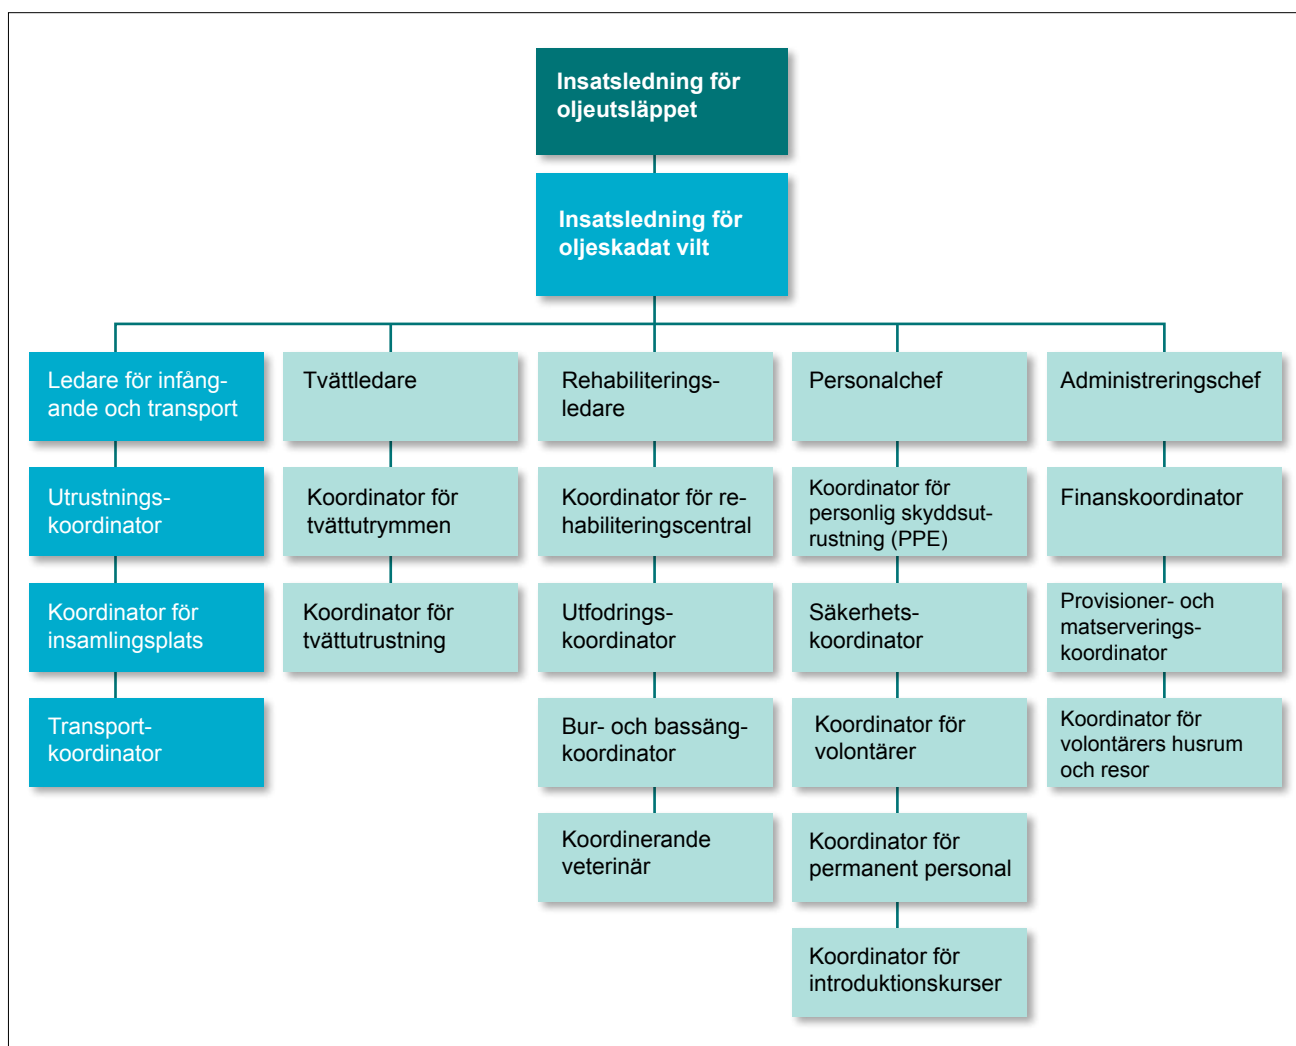 Insatsledning för
oljeutsläppet
Insatsledning för
oljeskadat vilt
Ledare för infång-
ande och transport
Utrustnings-
koordinator
Koordinator för
insamlingsplats
Transport-
koordinator
Tvättledare
Koordinator för
tvättutrymmen
Koordinator för
tvättutrustning
Rehabiliterings-
ledare
Koordinator för re-
habiliteringscentral
Utfodrings-
koordinator
Bur- och bassäng-
koordinator
Koordinerande
veterinär
Personalchef
Koordinator för
personlig skyddsut-
rustning (PPE)
Säkerhets-
koordinator
Koordinator för
volontärer
Koordinator för
permanent personal
Koordinator för
introduktionskurser
Administreringschef
Finanskoordinator
Provisioner- och
matserverings-
koordinator
Koordinator för
volontärers husrum
och resor